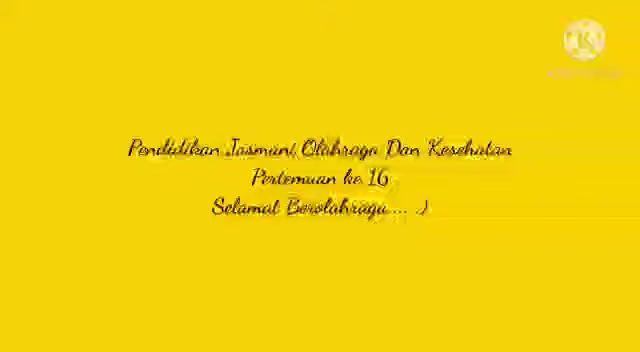 Pendidikan Jasmani, Olahraga Dan Kesehatan
Pertemuan ke 16
Selamat Berolahraga.... :)